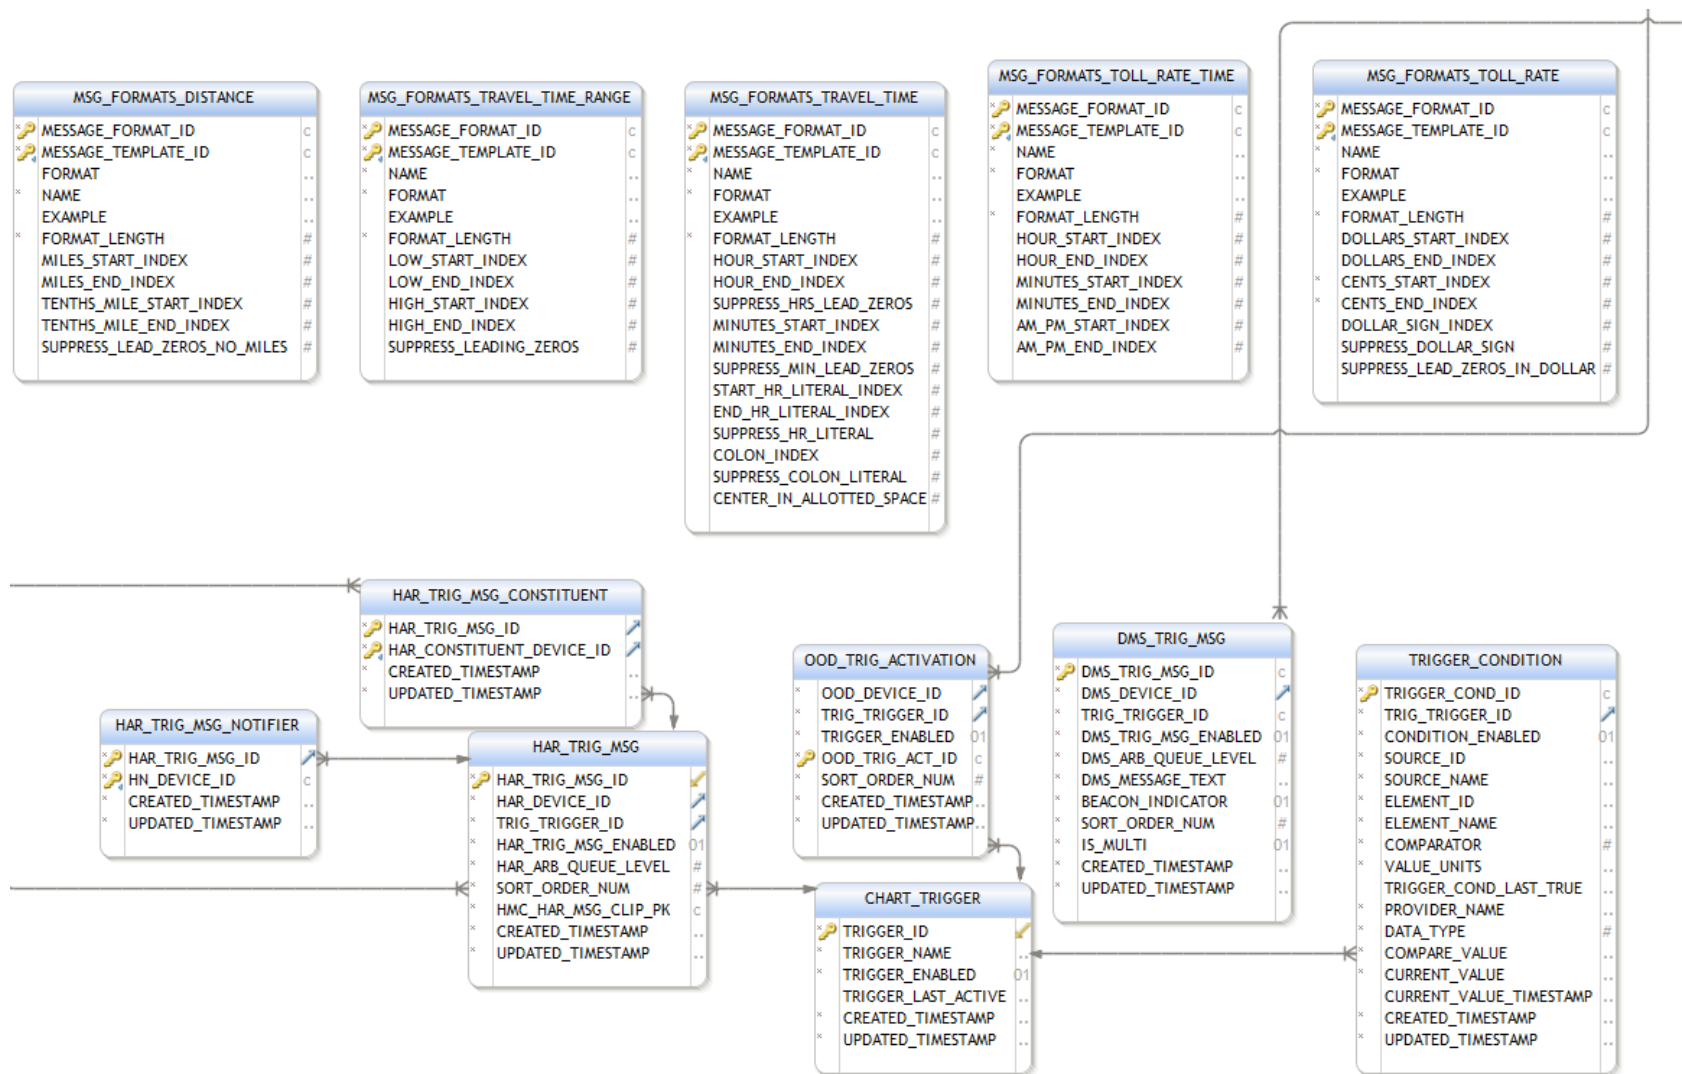 MSG_FORMATS_DISTANCE
MESSAGE_FORMAT_ID c
MESSAGE_TEMPLATE_ID c
FORMAT ..
* NAME ..
EXAMPLE ..
* FORMAT_LENGTH #
MILES_START_INDEX #
MILES_END_INDEX #
TENTHS_MILE_START_INDEX #
TENTHS_MILE_END_INDEX #
SUPPRESS_LEAD_ZEROS_NO_MILES #
MSG_FORMATS_TRAVEL_TIME_RANGE
MESSAGE_FORMAT_ID c
MESSAGE_TEMPLATE_ID c
* NAME ..
* FORMAT ..
EXAMPLE ..
* FORMAT_LENGTH #
LOW_START_INDEX #
LOW_END_INDEX #
HIGH_START_INDEX #
HIGH_END_INDEX #
SUPPRESS_LEADING_ZEROS #
MSG_FORMATS_TRAVEL_TIME
MESSAGE_FORMAT_ID c
MESSAGE_TEMPLATE_ID c
* NAME ..
* FORMAT ..
EXAMPLE ..
* FORMAT_LENGTH #
HOUR_START_INDEX #
HOUR_END_INDEX #
SUPPRESS_HRS_LEAD_ZEROS #
MINUTES_START_INDEX #
MINUTES_END_INDEX #
SUPPRESS_MIN_LEAD_ZEROS #
START_HR_LITERAL_INDEX #
END_HR_LITERAL_INDEX #
SUPPRESS_HR_LITERAL #
COLON_INDEX #
SUPPRESS_COLON_LITERAL #
CENTER_IN_ALLOTTED_SPACE #
MSG_FORMATS_TOLL_RATE_TIME
MESSAGE_FORMAT_ID c
MESSAGE_TEMPLATE_ID c
* NAME ..
* FORMAT ..
EXAMPLE ..
* FORMAT_LENGTH #
HOUR_START_INDEX #
HOUR_END_INDEX #
MINUTES_START_INDEX #
MINUTES_END_INDEX #
AM_PM_START_INDEX #
AM_PM_END_INDEX #
MSG_FORMATS_TOLL_RATE
MESSAGE_FORMAT_ID c
MESSAGE_TEMPLATE_ID c
* NAME ..
* FORMAT ..
EXAMPLE ..
* FORMAT_LENGTH #
DOLLARS_START_INDEX #
DOLLARS_END_INDEX #
* CENTS_START_INDEX #
* CENTS_END_INDEX #
DOLLAR_SIGN_INDEX #
SUPPRESS_DOLLAR_SIGN #
SUPPRESS_LEAD_ZEROS_IN_DOLLAR #
HAR_TRIG_MSG_CONSTITUENT
HAR_TRIG_MSG_ID
HAR_CONSTITUENT_DEVICE_ID
* CREATED_TIMESTAMP ..
* UPDATED_TIMESTAMP ..
HAR_TRIG_MSG_NOTIFIER
HAR_TRIG_MSG_ID
HN_DEVICE_ID c
* CREATED_TIMESTAMP ..
* UPDATED_TIMESTAMP ..
HAR_TRIG_MSG
HAR_TRIG_MSG_ID
* HAR_DEVICE_ID
* TRIG_TRIGGER_ID
* HAR_TRIG_MSG_ENABLED 01
* HAR_ARB_QUEUE_LEVEL #
* SORT_ORDER_NUM #
* HMC_HAR_MSG_CLIP_PK c
* CREATED_TIMESTAMP ..
* UPDATED_TIMESTAMP ..
OOD_TRIG_ACTIVATION
* OOD_DEVICE_ID
* TRIG_TRIGGER_ID
* TRIGGER_ENABLED 01
OOD_TRIG_ACT_ID c
* SORT_ORDER_NUM #
* CREATED_TIMESTAMP ..
* UPDATED_TIMESTAMP ..
CHART_TRIGGER
TRIGGER_ID
* TRIGGER_NAME ..
* TRIGGER_ENABLED 01
TRIGGER_LAST_ACTIVE ..
* CREATED_TIMESTAMP ..
* UPDATED_TIMESTAMP ..
DMS_TRIG_MSG
DMS_TRIG_MSG_ID c
* DMS_DEVICE_ID
* TRIG_TRIGGER_ID c
* DMS_TRIG_MSG_ENABLED 01
* DMS_ARB_QUEUE_LEVEL #
* DMS_MESSAGE_TEXT ..
* BEACON_INDICATOR 01
* SORT_ORDER_NUM #
* IS_MULTI 01
* CREATED_TIMESTAMP ..
* UPDATED_TIMESTAMP ..
TRIGGER_CONDITION
TRIGGER_COND_ID c
* TRIG_TRIGGER_ID
* CONDITION_ENABLED 01
* SOURCE_ID ..
* SOURCE_NAME ..
* ELEMENT_ID ..
* ELEMENT_NAME ..
* COMPARATOR #
* VALUE_UNITS ..
TRIGGER_COND_LAST_TRUE ..
* PROVIDER_NAME ..
* DATA_TYPE #
* COMPARE_VALUE ..
* CURRENT_VALUE ..
* CURRENT_VALUE_TIMESTAMP ..
* CREATED_TIMESTAMP ..
* UPDATED_TIMESTAMP ..